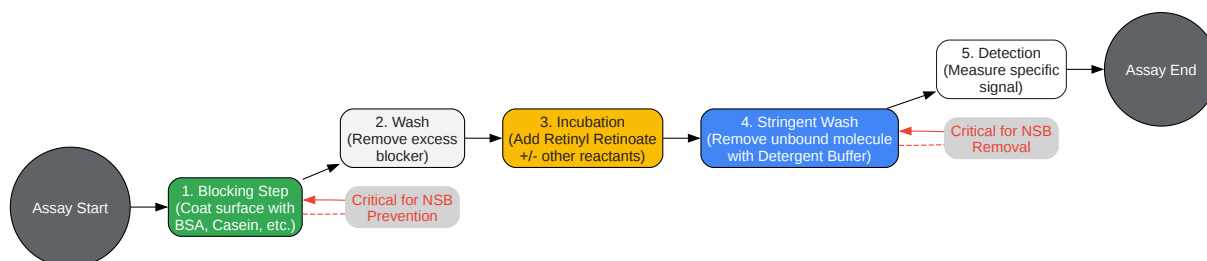 Assay Start
1. Blocking Step
(Coat surface with
BSA, Casein, etc.)
Critical for NSB
Prevention
2. Wash
(Remove excess
blocker)
3. Incubation
(Add Retinyl Retinoate
+/- other reactants)
4. Stringent Wash
(Remove unbound molecule
with Detergent Buffer)
Critical for NSB
Removal
5. Detection
(Measure specific
signal)
Assay End